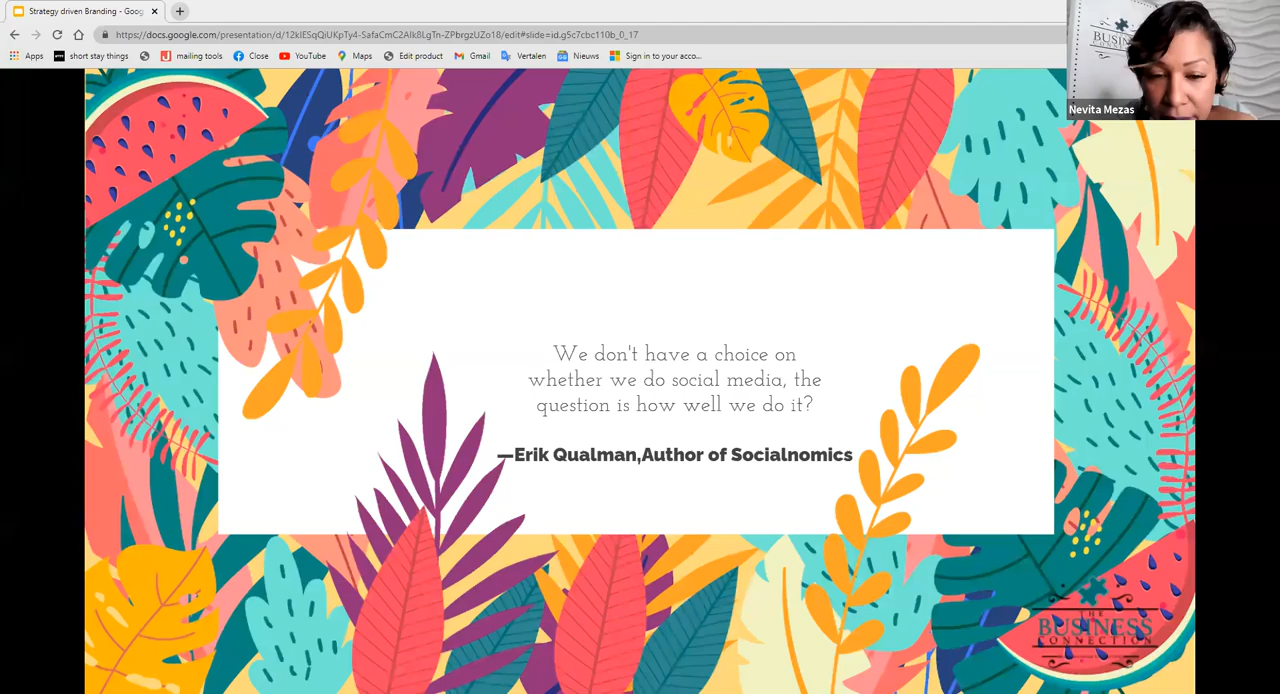 Strategy driven Branding - Goog
https://docs.google.com/presentation/d/12kIESqQiUKpTy4-SafaCmC2AIk8LgTn-ZPbrgzUZo18/edit#slide=id.g5c7cbc110b_0_17
Apps short stay things mailing tools Close YouTube Maps Edit product Gmail Vertalen Nieuws Sign in to your acco...
BUSIN
Nevita Mezas
We don't have a choice on
whether we do social media, the
question is how well we do it?
—Erik Qualman,Author of Socialnomics
THE
BUSINESS
CONNECTION